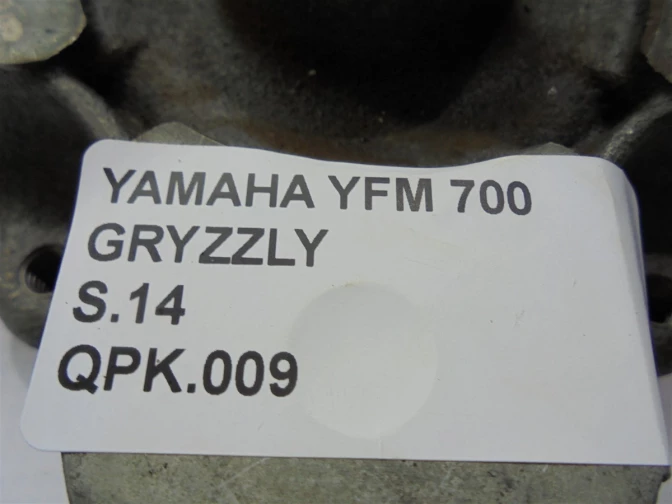 YAMAHA YFM 700
GRYZZLY
S.14
QPK.009